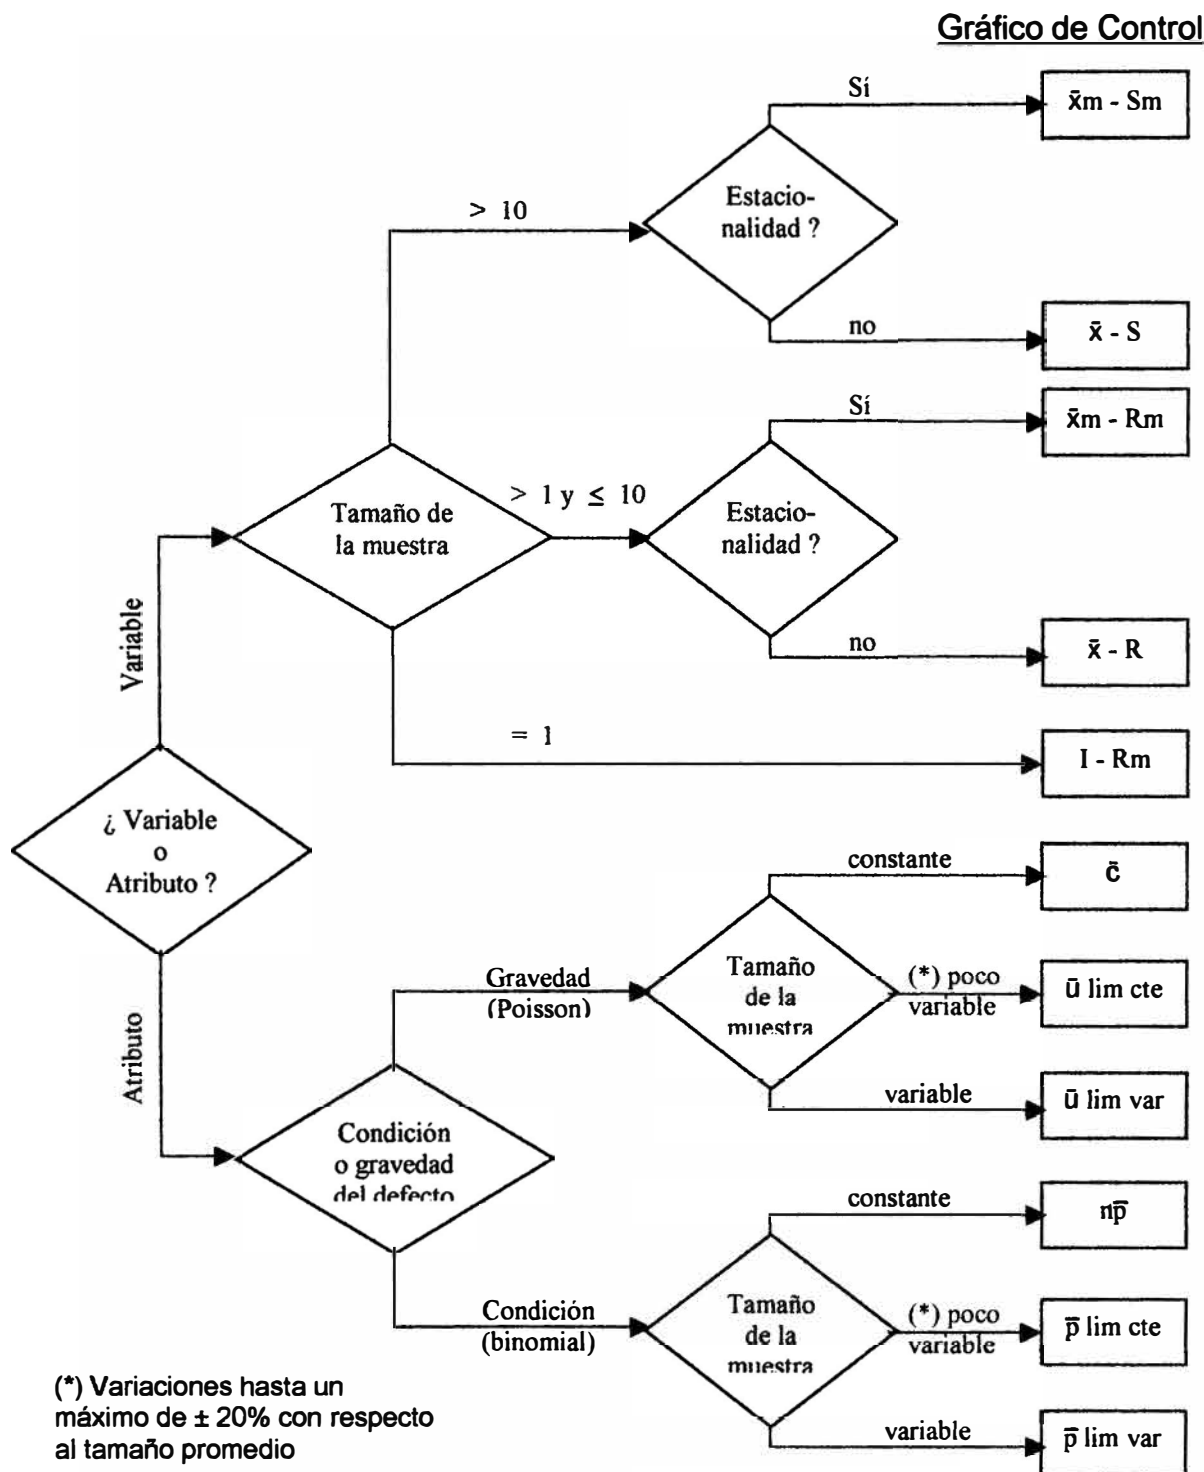 Gráfico de Control
Sí
x̄m - Sm
Estacio-
nalidad ?
> 10
no
x̄ - S
Sí
x̄m - Rm
Tamaño de
la muestra
> 1 y ≤ 10
Estacio-
nalidad ?
no
x̄ - R
= 1
I - Rm
Variable
¿ Variable
o
Atributo ?
Atributo
constante
c̄
Gravedad
(Poisson)
Tamaño
de la
muestra
(*) poco
variable
ū lim cte
variable
ū lim var
Condición
o gravedad
del defecto
constante
np̄
Condición
(binomial)
Tamaño
de la
muestra
(*) poco
variable
p̄ lim cte
variable
p̄ lim var
(*) Variaciones hasta un
máximo de ± 20% con respecto
al tamaño promedio